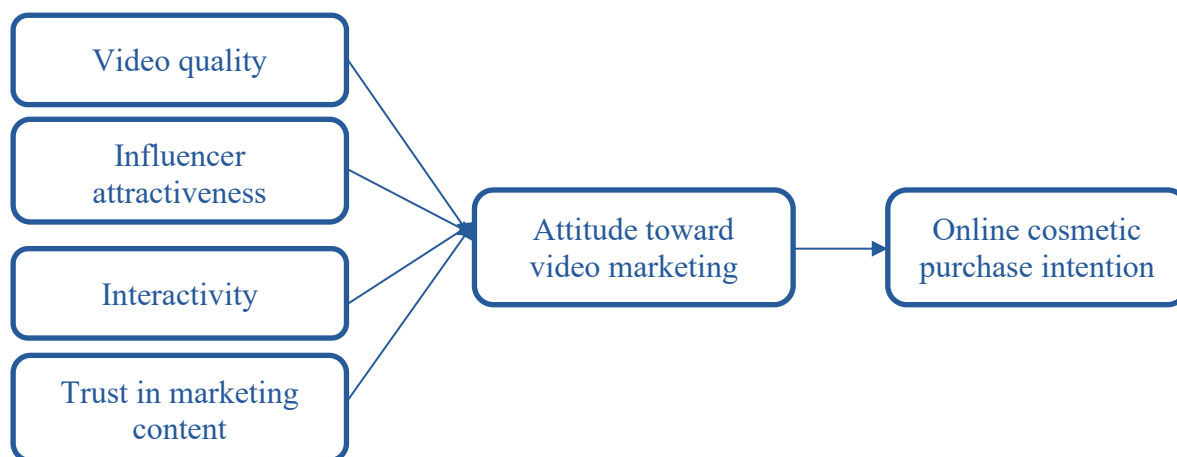 Video quality
Influencer
attractiveness
Interactivity
Trust in marketing
content
Attitude toward
video marketing
Online cosmetic
purchase intention